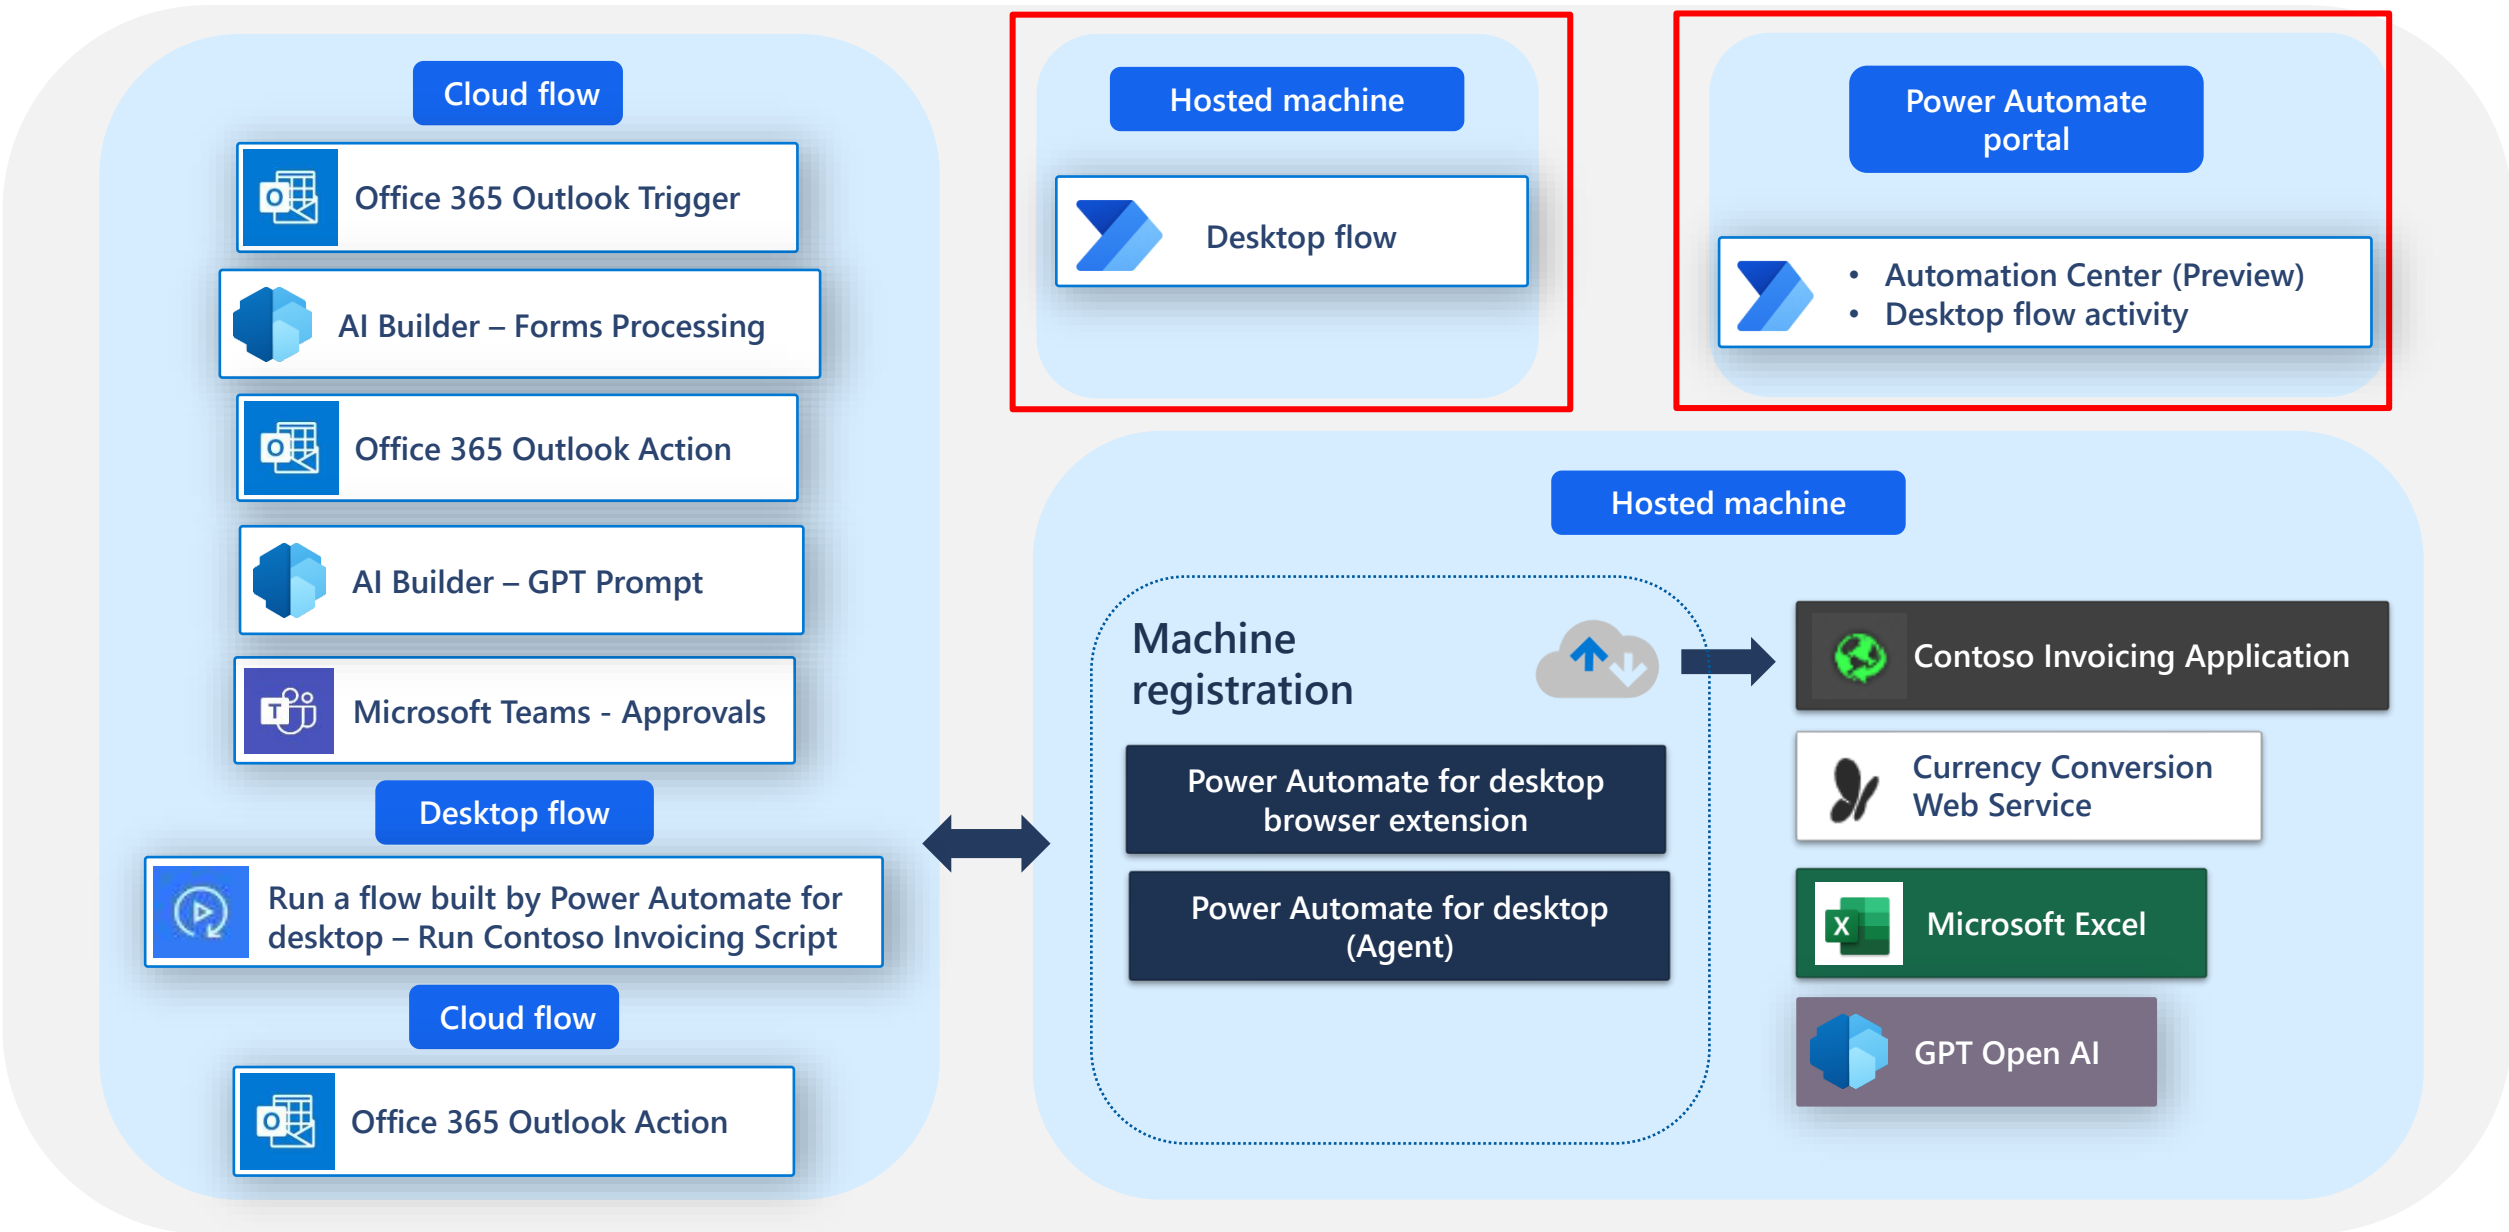 Cloud flow
Office 365 Outlook Trigger
AI Builder – Forms Processing
Office 365 Outlook Action
AI Builder – GPT Prompt
Microsoft Teams - Approvals
Desktop flow
Run a flow built by Power Automate for
desktop – Run Contoso Invoicing Script
Cloud flow
Office 365 Outlook Action
Hosted machine
Desktop flow
Power Automate
portal
• Automation Center (Preview)
• Desktop flow activity
Hosted machine
Machine
registration
Power Automate for desktop
browser extension
Power Automate for desktop
(Agent)
Contoso Invoicing Application
Currency Conversion
Web Service
Microsoft Excel
GPT Open AI